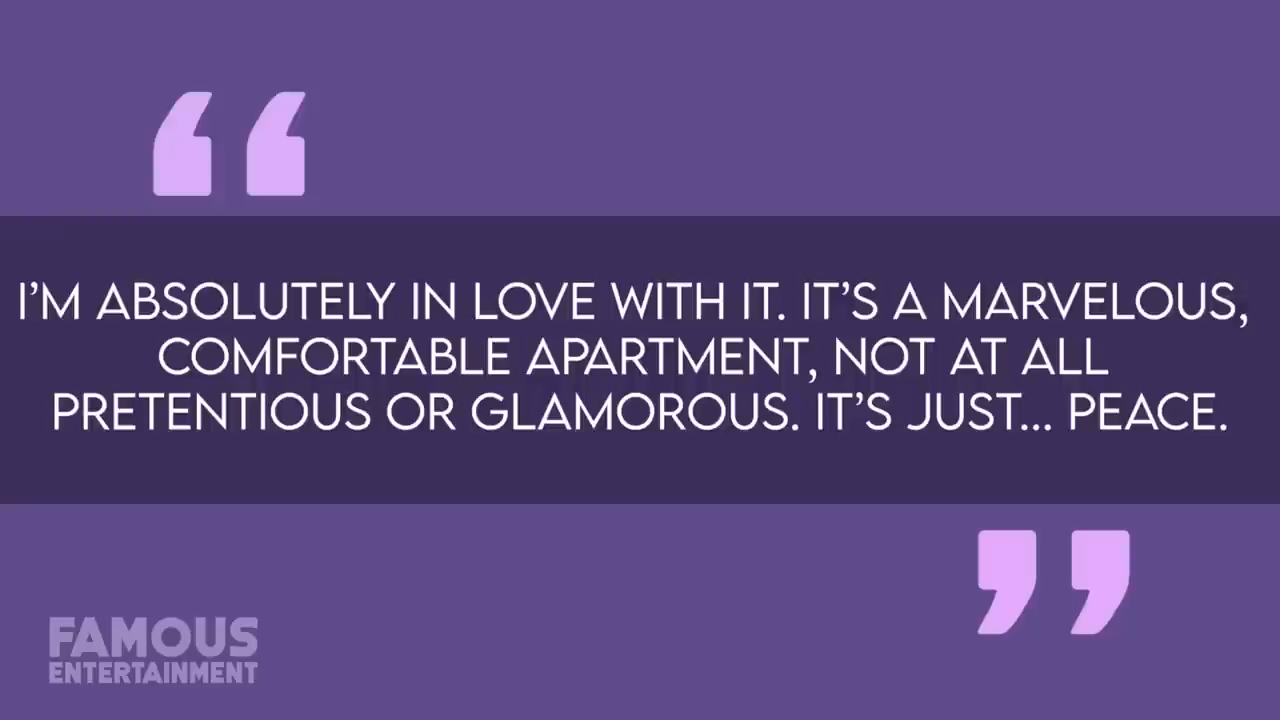 I'M ABSOLUTELY IN LOVE WITH IT. IT'S A MARVELOUS,
COMFORTABLE APARTMENT, NOT AT ALL
PRETENTIOUS OR GLAMOROUS. IT'S JUST... PEACE.
FAMOUS
ENTERTAINMENT